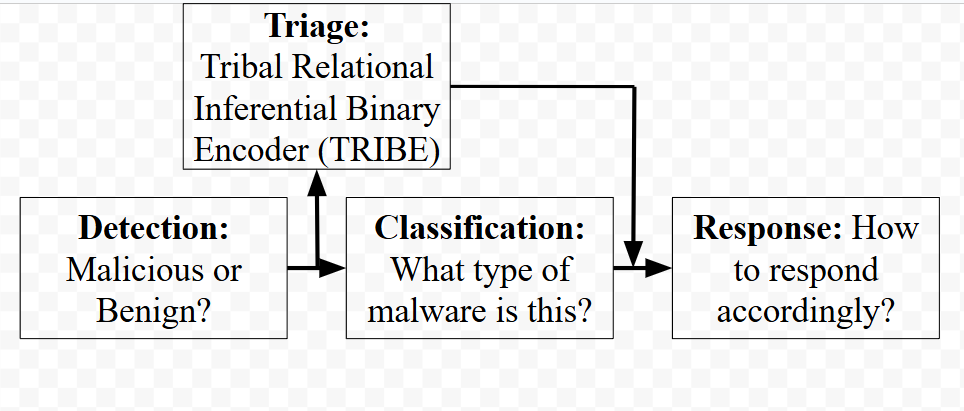 Triage:
Tribal Relational
Inferential Binary
Encoder (TRIBE)
Detection:
Malicious or
Benign?
Classification:
What type of
malware is this?
Response: How
to respond
accordingly?